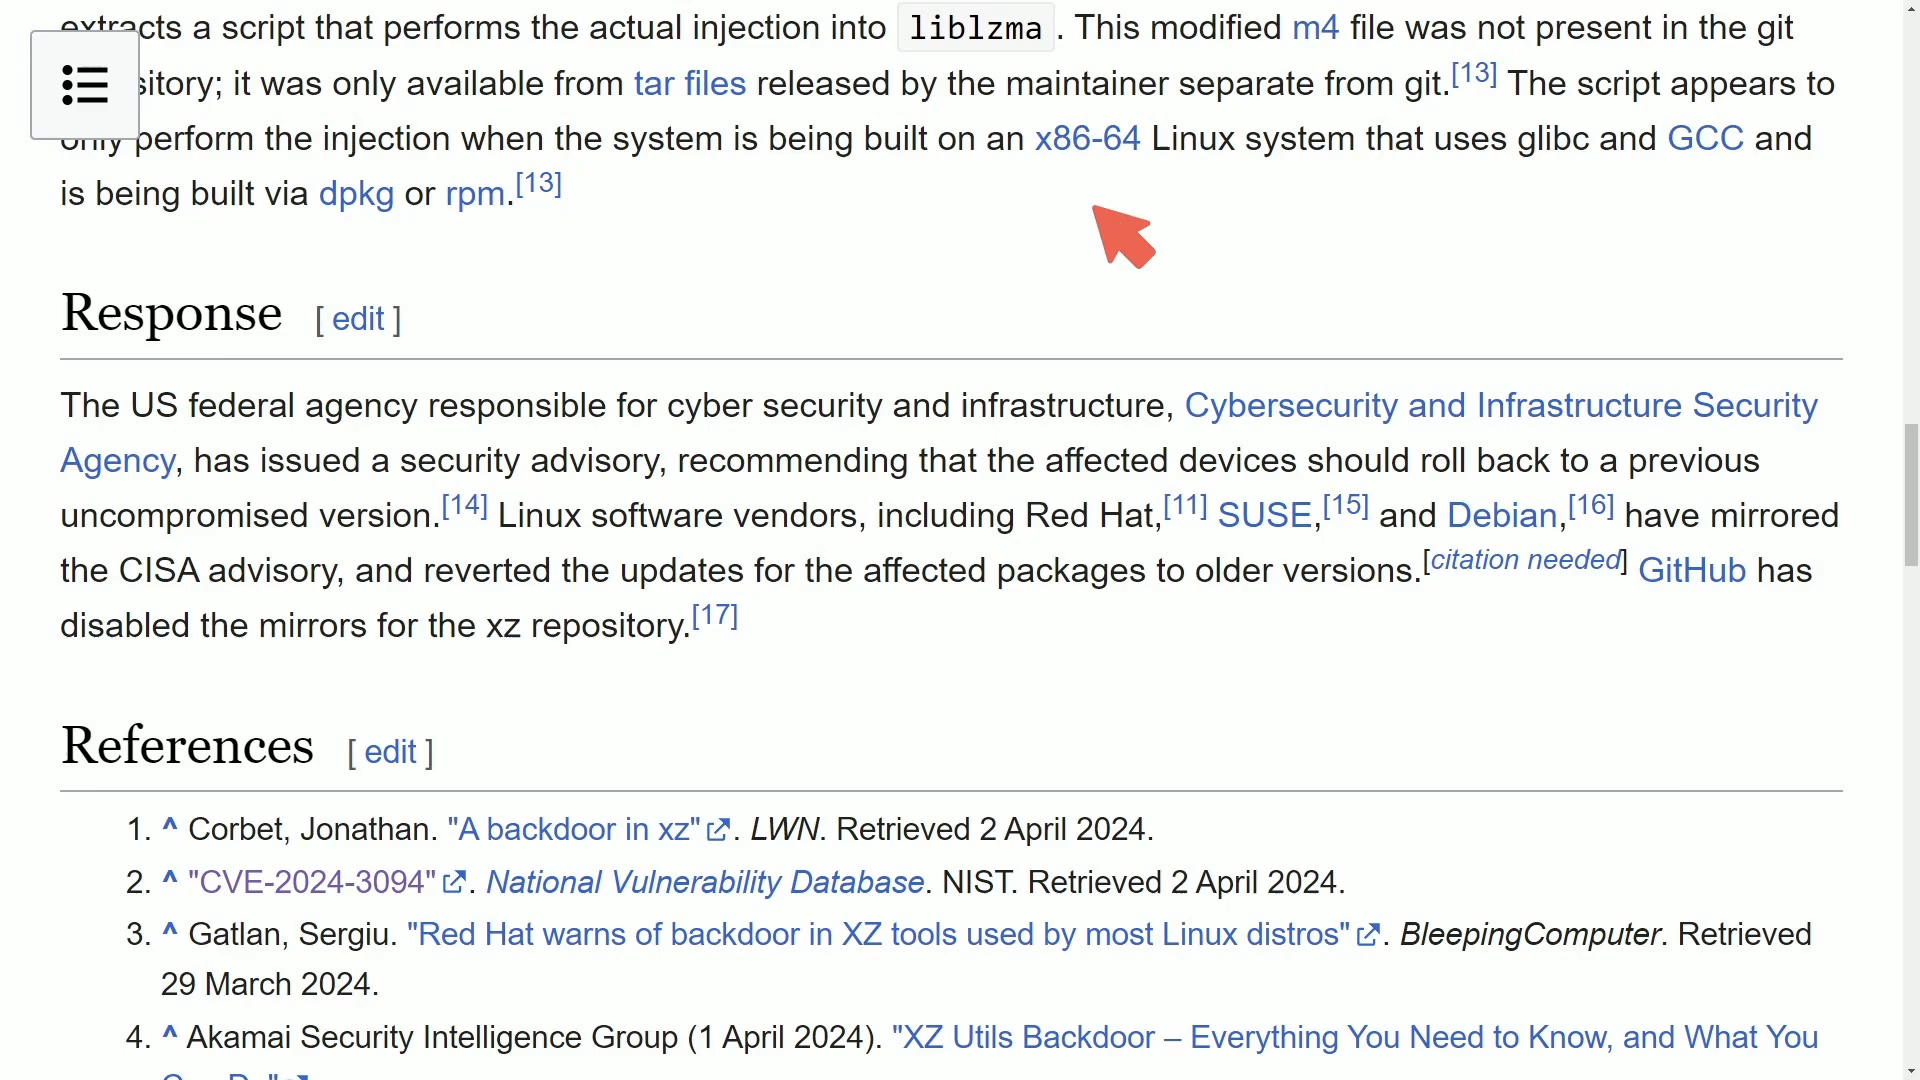 extracts a script that performs the actual injection into liblzma. This modified m4 file was not present in the git
sitory; it was only available from tar files released by the maintainer separate from git.[13] The script appears to
only perform the injection when the system is being built on an x86-64 Linux system that uses glibc and GCC and
is being built via dpkg or rpm.[13]
Response [ edit ]
The US federal agency responsible for cyber security and infrastructure, Cybersecurity and Infrastructure Security
Agency, has issued a security advisory, recommending that the affected devices should roll back to a previous
uncompromised version.[14] Linux software vendors, including Red Hat,[11] SUSE,[15] and Debian,[16] have mirrored
the CISA advisory, and reverted the updates for the affected packages to older versions.[citation needed] GitHub has
disabled the mirrors for the xz repository.[17]
References [ edit ]
1. ^ Corbet, Jonathan. "A backdoor in xz". LWN. Retrieved 2 April 2024.
2. ^ "CVE-2024-3094". National Vulnerability Database. NIST. Retrieved 2 April 2024.
3. ^ Gatlan, Sergiu. "Red Hat warns of backdoor in XZ tools used by most Linux distros". BleepingComputer. Retrieved
29 March 2024.
4. ^ Akamai Security Intelligence Group (1 April 2024). "XZ Utils Backdoor – Everything You Need to Know, and What You